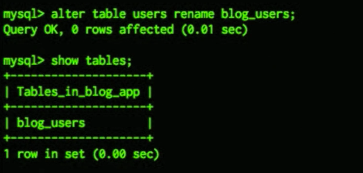 mysql> alter table users rename blog_users;
Query OK, 0 rows affected (0.01 sec)
mysql> show tables;
+--------------------+
| Tables_in_blog_app |
+--------------------+
| blog_users         |
+--------------------+
1 row in set (0.00 sec)